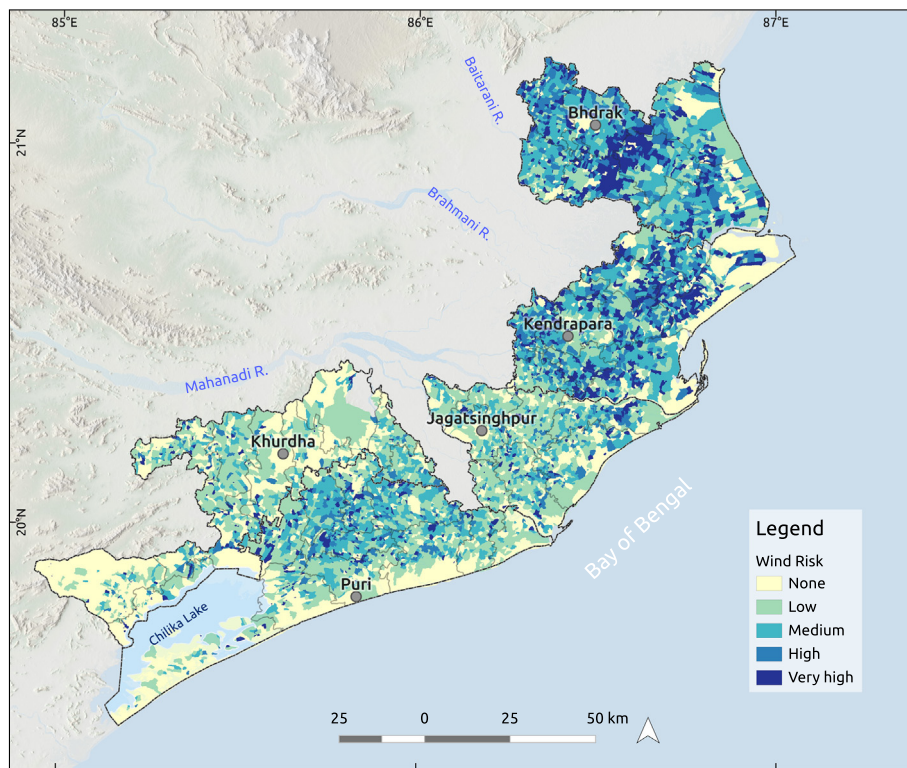 85°E
86°E
87°E
21°N
20°N
Baitarani R.
Bhdrak
Brahmani R.
Kendrapara
Mahanadi R.
Jagatsinghpur
Khurdha
Bay of Bengal
Puri
Chilika Lake
Legend
Wind Risk
None
Low
Medium
High
Very high
25 0 25 50 km